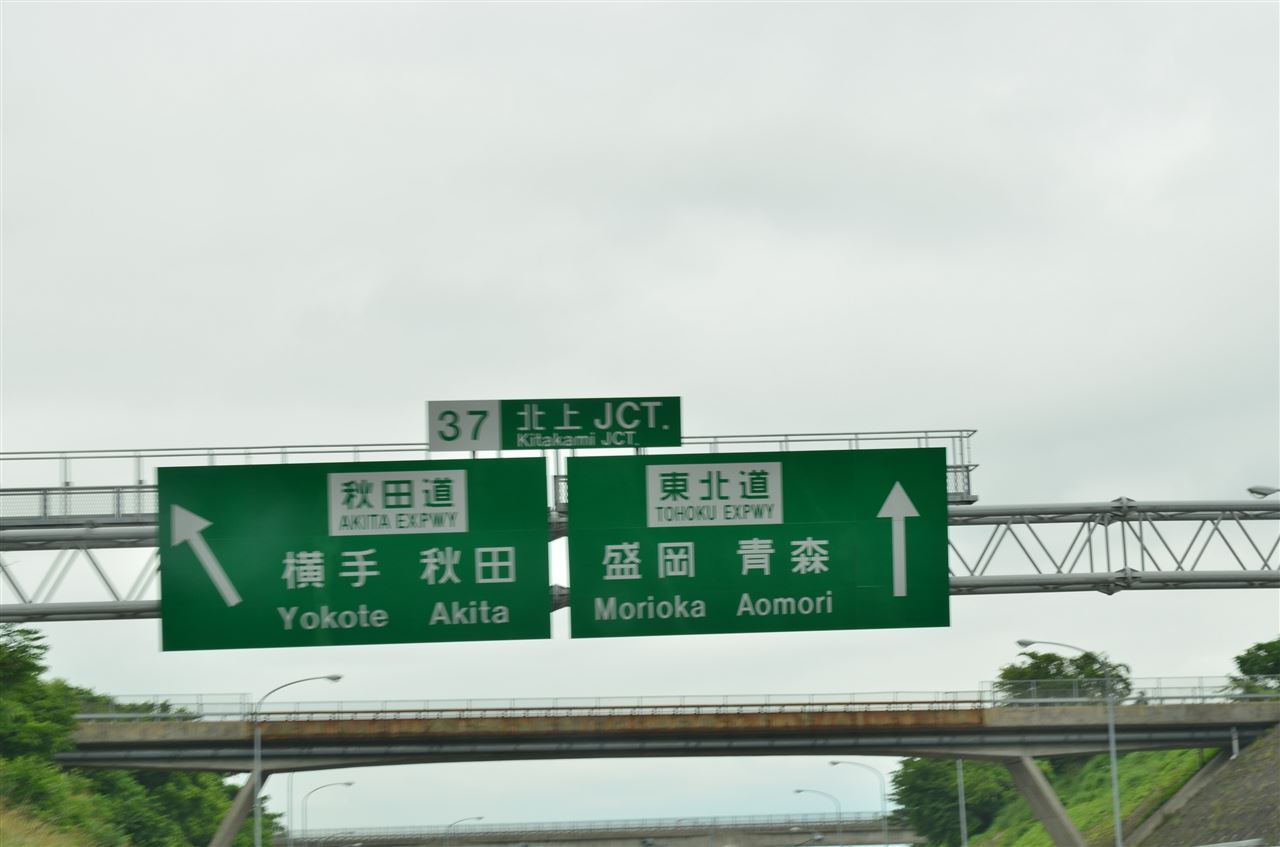 37 北上 JCT.
Kitakami JCT.
秋田道
AKITA EXPWY
横手 秋田
Yokote Akita
東北道
TOHOKU EXPWY
盛岡 青森
Morioka Aomori